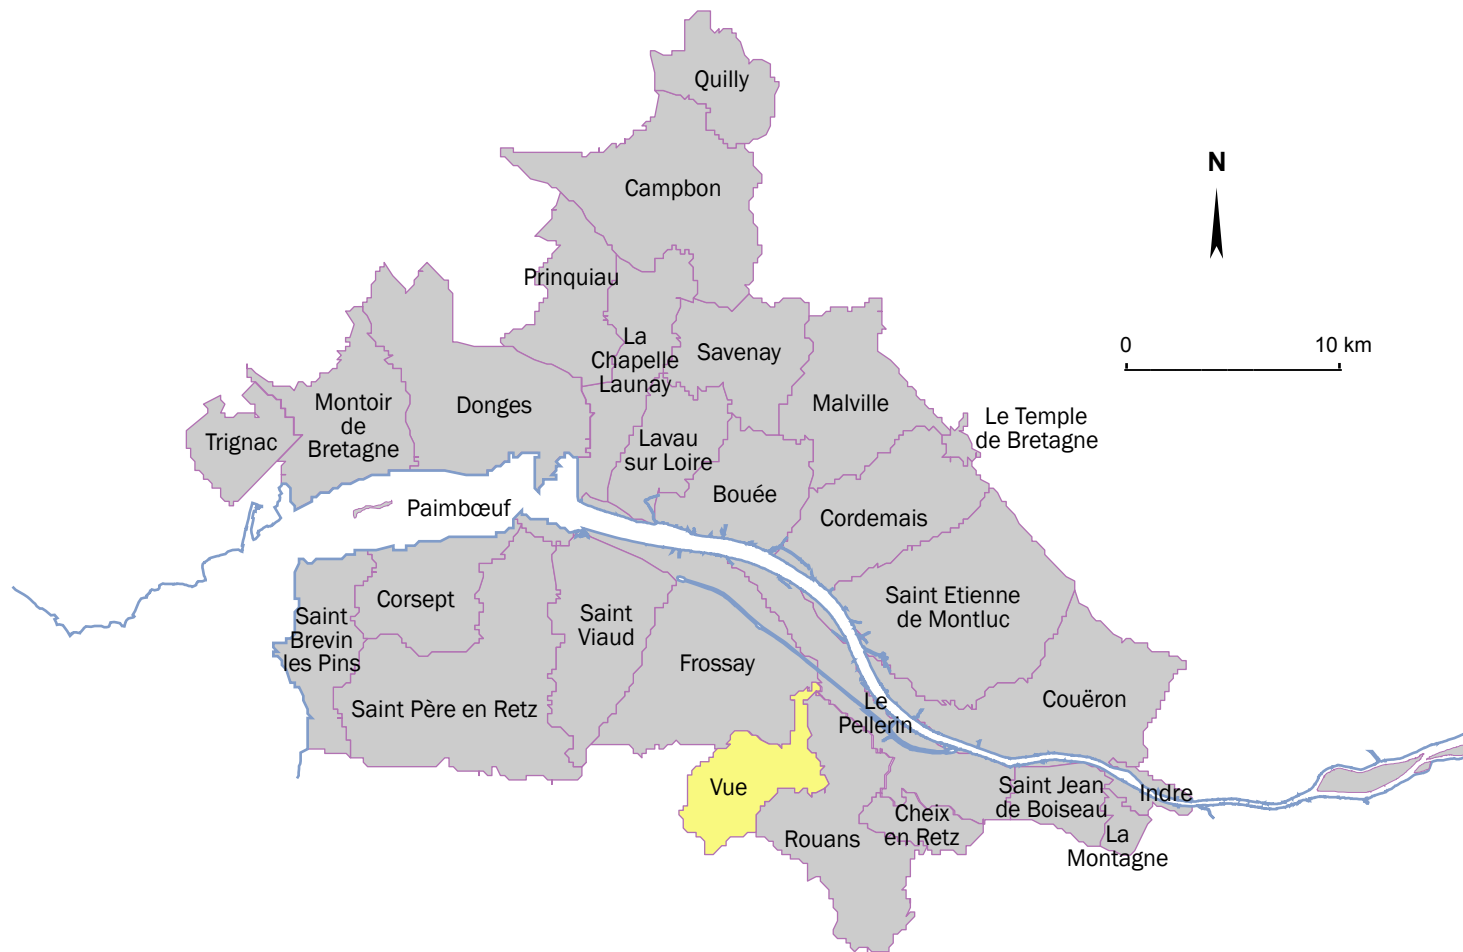 Quilly
N
Campbon
Prinquiau
0 10 km
La
Chapelle
Launay
Savenay
Montoir
de
Bretagne
Donges
Malville
Le Temple
de Bretagne
Trignac
Lavau
sur Loire
Bouée
Paimbœuf
Cordemais
Corsept
Saint Etienne
de Montluc
Saint
Brevin
les Pins
Saint
Viaud
Frossay
Saint Père en Retz
Le
Pellerin
Couëron
Vue
Saint Jean
de Boiseau
Indre
Cheix
en Retz
Rouans
La
Montagne